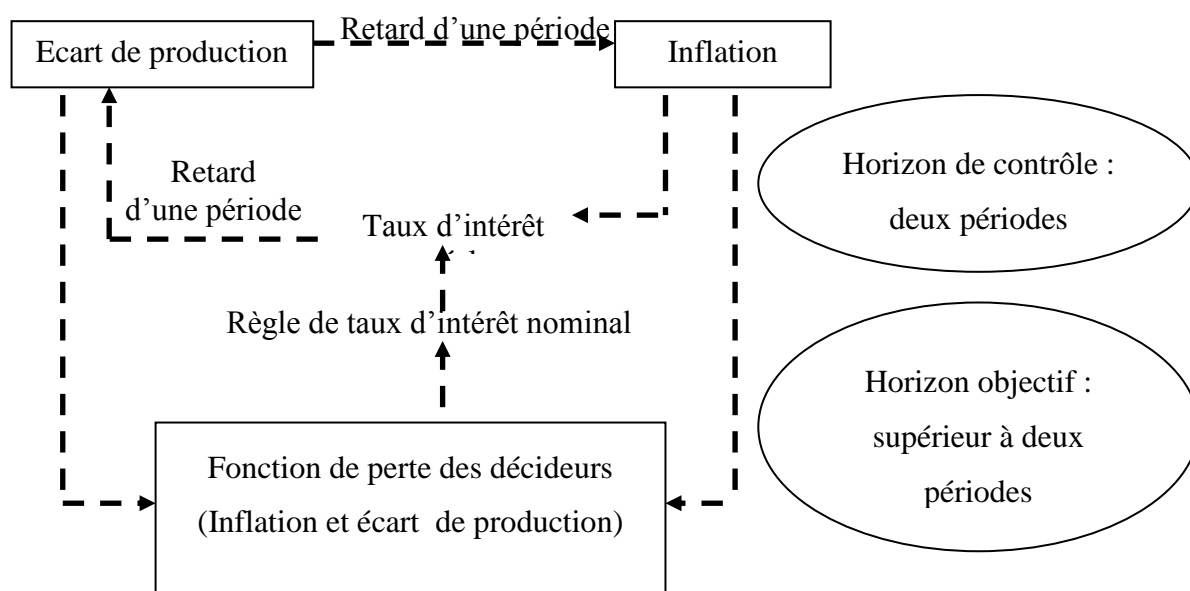 Retard d’une période
Ecart de production
Inflation
Retard
d’une période
Taux d’intérêt
Horizon de contrôle :
deux périodes
Règle de taux d’intérêt nominal
Horizon objectif :
supérieur à deux
périodes
Fonction de perte des décideurs
(Inflation et écart de production)